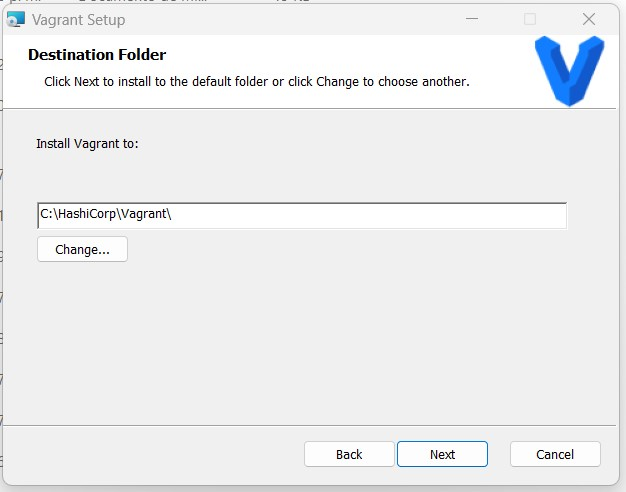 Vagrant Setup
Destination Folder
Click Next to install to the default folder or click Change to choose another.
Install Vagrant to:
C:\HashiCorp\Vagrant\
Change...
Back
Next
Cancel